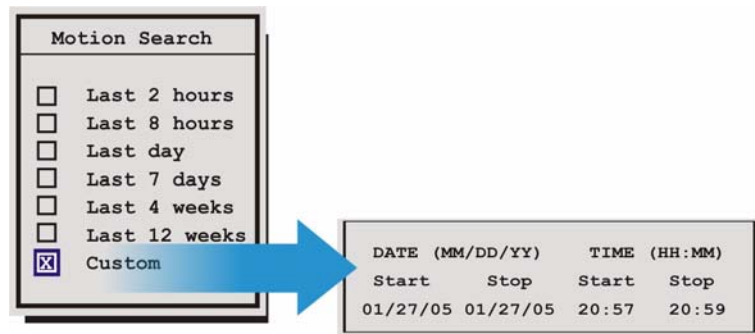 Motion Search
Last 2 hours
Last 8 hours
Last day
Last 7 days
Last 4 weeks
Last 12 weeks
X Custom
DATE (MM/DD/YY) TIME (HH:MM)
Start Stop Start Stop
01/27/05 01/27/05 20:57 20:59